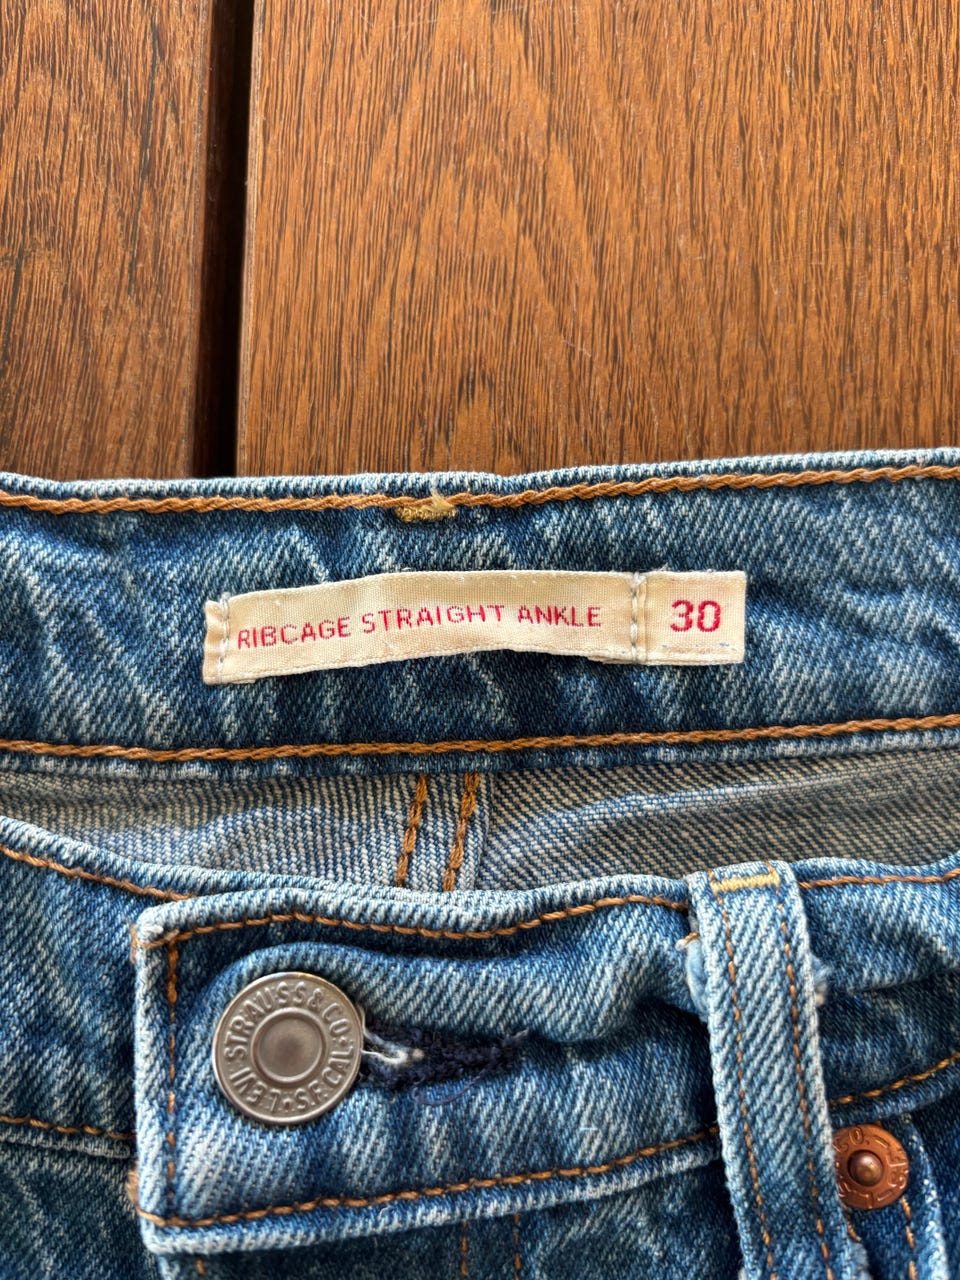 RIBCAGE STRAIGHT ANKLE 30
LEVI STRAUSS & CO. S.F. CAL.